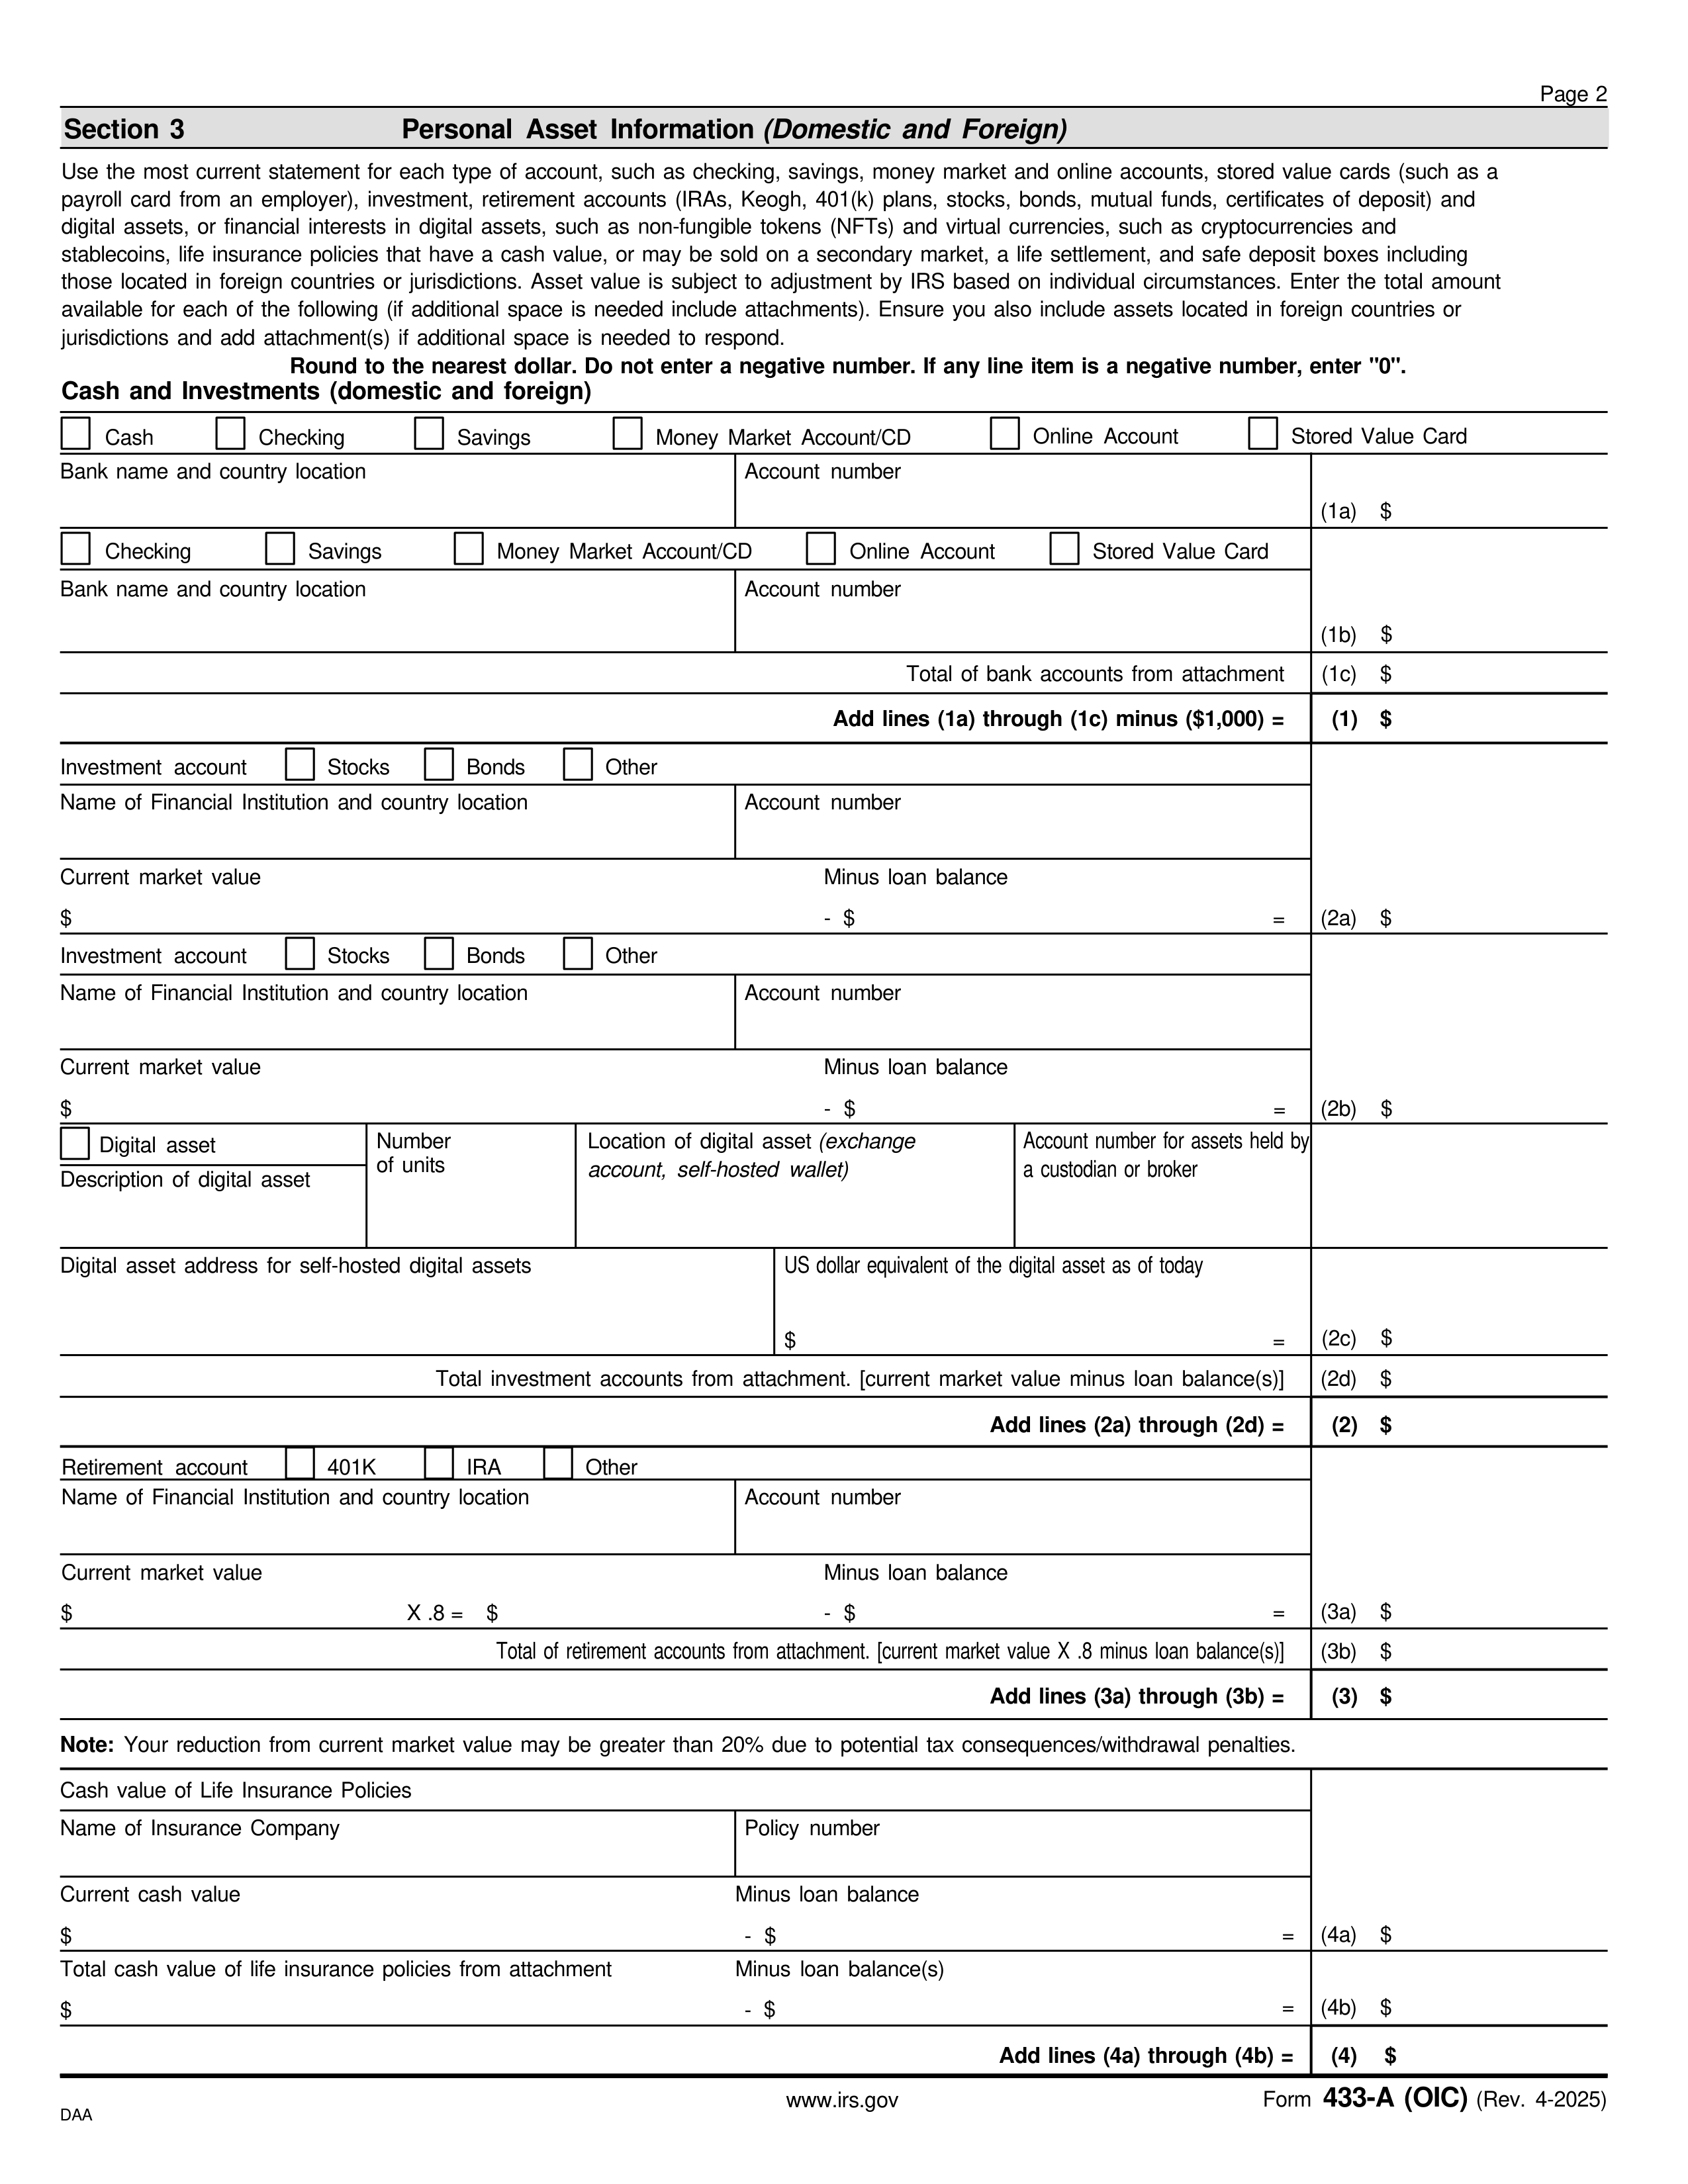 Page 2
Section 3 Personal Asset Information (Domestic and Foreign)
Use the most current statement for each type of account, such as checking, savings, money market and online accounts, stored value cards (such as a
payroll card from an employer), investment, retirement accounts (IRAs, Keogh, 401(k) plans, stocks, bonds, mutual funds, certificates of deposit) and
digital assets, or financial interests in digital assets, such as non-fungible tokens (NFTs) and virtual currencies, such as cryptocurrencies and
stablecoins, life insurance policies that have a cash value, or may be sold on a secondary market, a life settlement, and safe deposit boxes including
those located in foreign countries or jurisdictions. Asset value is subject to adjustment by IRS based on individual circumstances. Enter the total amount
available for each of the following (if additional space is needed include attachments). Ensure you also include assets located in foreign countries or
jurisdictions and add attachment(s) if additional space is needed to respond.
Round to the nearest dollar. Do not enter a negative number. If any line item is a negative number, enter "0".
Cash and Investments (domestic and foreign)
Cash Checking Savings Money Market Account/CD Online Account Stored Value Card
Bank name and country location Account number
(1a) $
Checking Savings Money Market Account/CD Online Account Stored Value Card
Bank name and country location Account number
(1b) $
Total of bank accounts from attachment (1c) $
Add lines (1a) through (1c) minus ($1,000) = (1) $
Investment account Stocks Bonds Other
Name of Financial Institution and country location Account number
Current market value Minus loan balance
$ - $ = (2a) $
Investment account Stocks Bonds Other
Name of Financial Institution and country location Account number
Current market value Minus loan balance
$ - $ = (2b) $
Digital asset Number Location of digital asset (exchange Account number for assets held by
of units account, self-hosted wallet) a custodian or broker
Description of digital asset
Digital asset address for self-hosted digital assets US dollar equivalent of the digital asset as of today
$ = (2c) $
Total investment accounts from attachment. [current market value minus loan balance(s)] (2d) $
Add lines (2a) through (2d) = (2) $
Retirement account 401K IRA Other
Name of Financial Institution and country location Account number
Current market value Minus loan balance
$ X .8 = $ - $ = (3a) $
Total of retirement accounts from attachment. [current market value X .8 minus loan balance(s)] (3b) $
Add lines (3a) through (3b) = (3) $
Note: Your reduction from current market value may be greater than 20% due to potential tax consequences/withdrawal penalties.
Cash value of Life Insurance Policies
Name of Insurance Company Policy number
Current cash value Minus loan balance
$ - $ = (4a) $
Total cash value of life insurance policies from attachment Minus loan balance(s)
$ - $ = (4b) $
Add lines (4a) through (4b) = (4) $
www.irs.gov Form 433-A (OIC) (Rev. 4-2025)
DAA